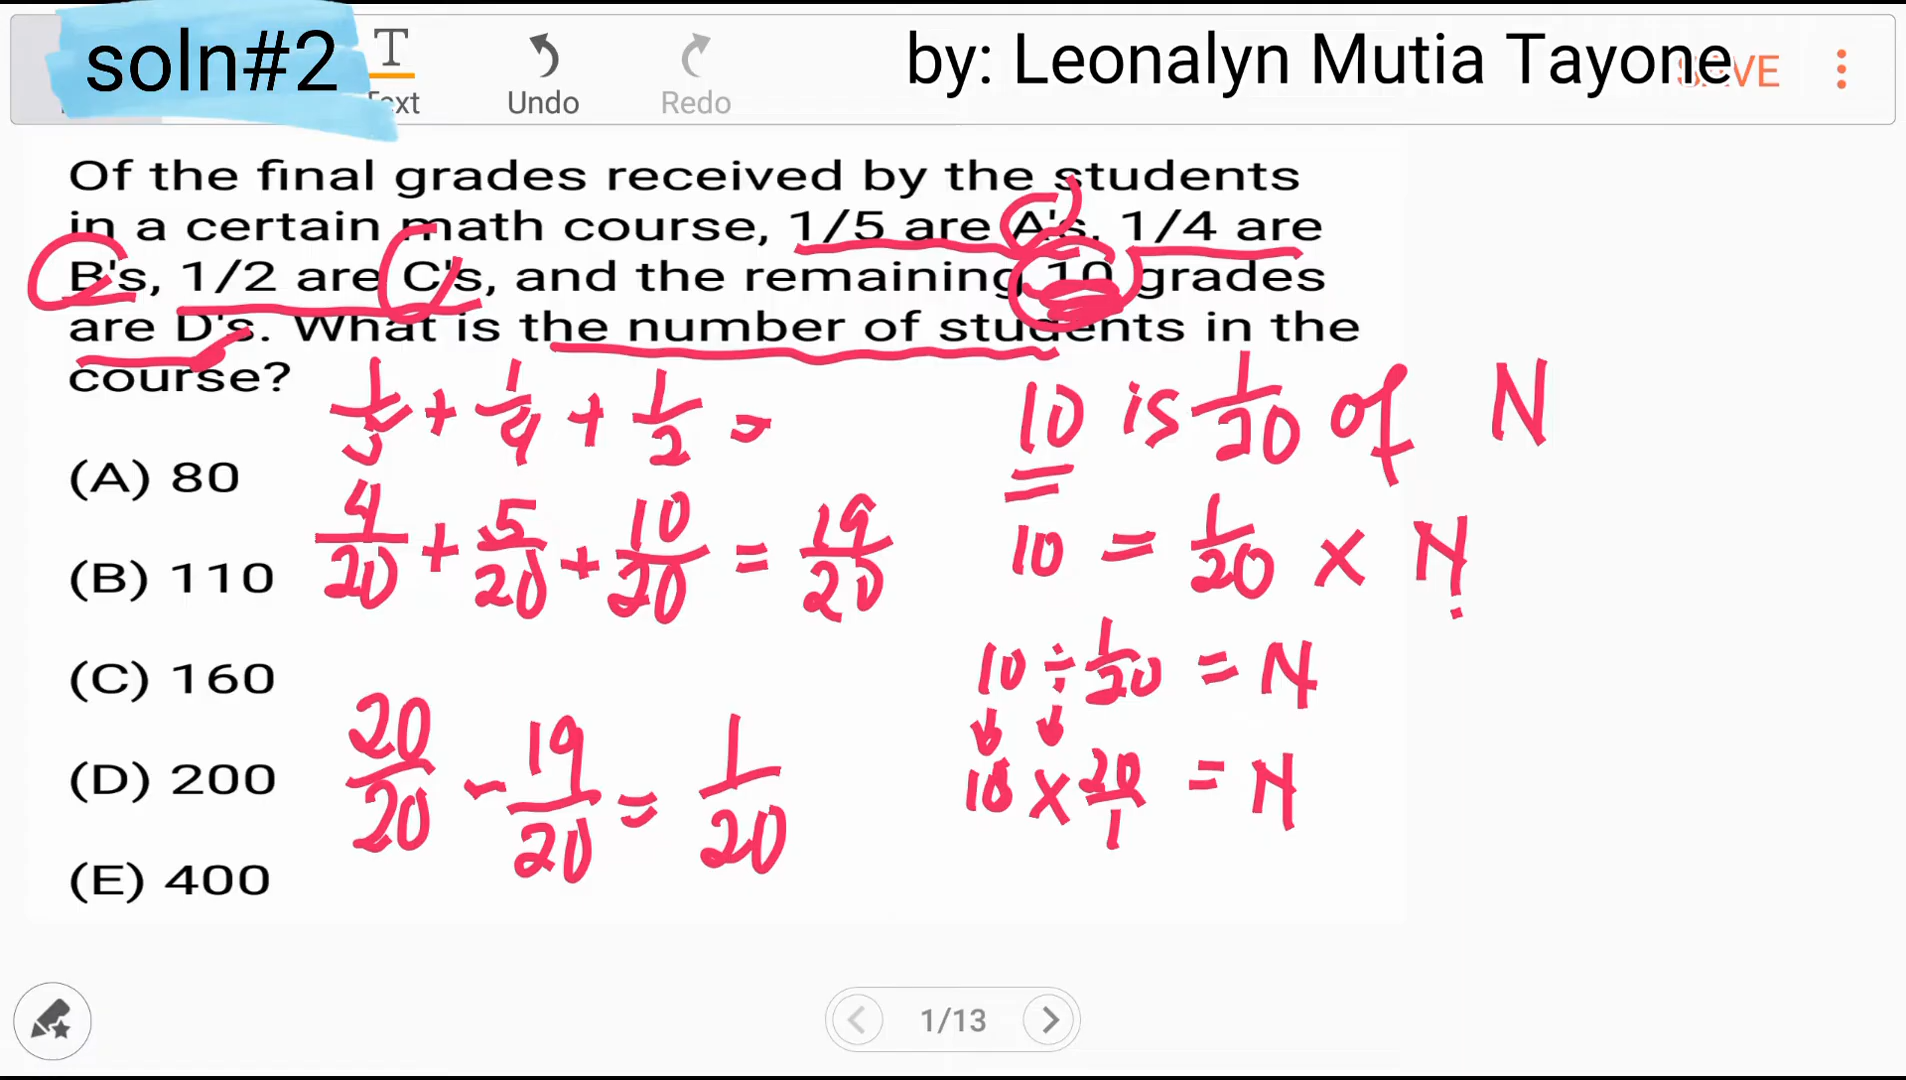 soln#2
Text
Undo
Redo
by: Leonalyn Mutia Tayone
Of the final grades received by the students
in a certain math course, 1/5 are A's, 1/4 are
B's, 1/2 are C's, and the remaining 10 grades
are D's. What is the number of students in the
course?
(A) 80
(B) 110
(C) 160
(D) 200
(E) 400
1/5 + 1/4 + 1/2 =
4/20 + 5/20 + 10/20 = 19/20
20/20 - 19/20 = 1/20
10 is 1/20 of N
10 = 1/20 × N
10 ÷ 1/20 = N
10 × 20/1 = N
1/13